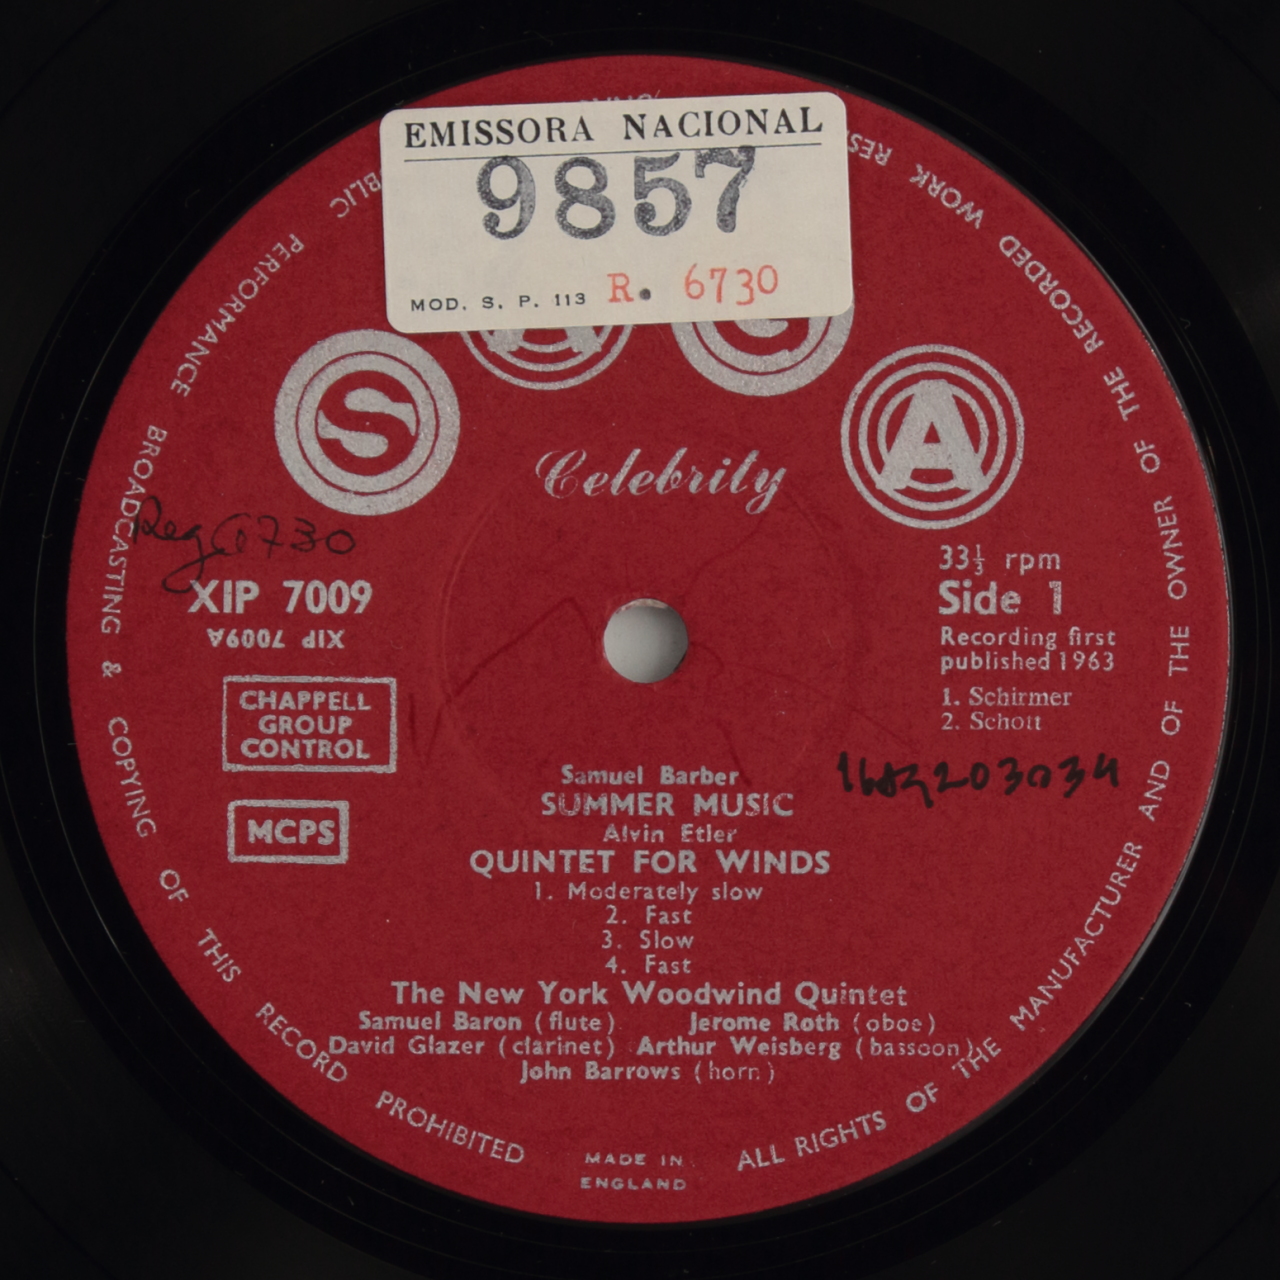 EMISSORA NACIONAL
9857
MOD. S. P. 113 R. 6730
S A G A
Celebrity
Reg 6730
XIP 7009
XIP 7009A
CHAPPELL
GROUP
CONTROL
MCPS
33⅓ rpm
Side 1
Recording first
published 1963
1. Schirmer
2. Schott
Samuel Barber
SUMMER MUSIC
Alvin Etler
QUINTET FOR WINDS
1. Moderately slow
2. Fast
3. Slow
4. Fast
The New York Woodwind Quintet
Samuel Baron (flute) Jerome Roth (oboe)
David Glazer (clarinet) Arthur Weisberg (bassoon)
John Barrows (horn)
MADE IN
ENGLAND
ALL RIGHTS OF THE MANUFACTURER AND OF THE OWNER OF THE RECORDED WORK PERFORMANCE BROADCASTING & COPYING OF THIS RECORD PROHIBITED